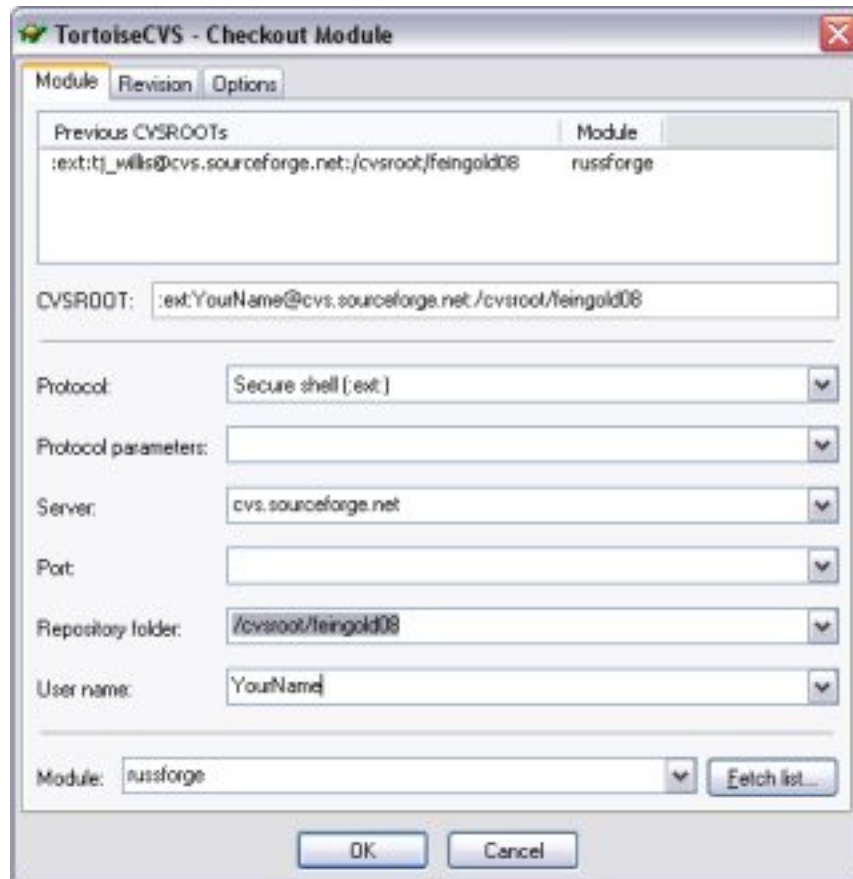 TortoiseCVS - Checkout Module
Module Revision Options
Previous CVSROOTs Module
:ext:tj_willis@cvs.sourceforge.net:/cvsroot/feingold08 russforge
CVSROOT: :ext:YourName@cvs.sourceforge.net:/cvsroot/feingold08
Protocol: Secure shell (:ext:)
Protocol parameters:
Server: cvs.sourceforge.net
Port:
Repository folder: /cvsroot/feingold08
User name: YourName
Module: russforge Fetch list...
OK Cancel